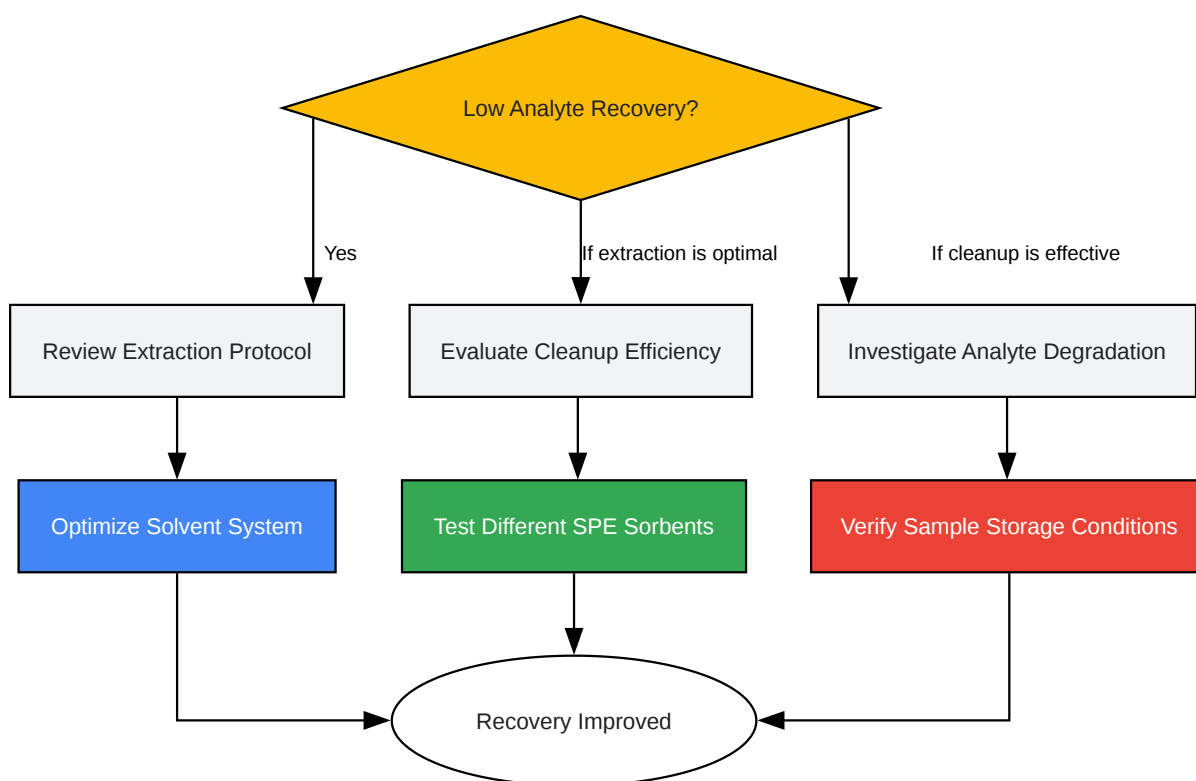 Low Analyte Recovery?
Yes
If extraction is optimal
If cleanup is effective
Review Extraction Protocol
Evaluate Cleanup Efficiency
Investigate Analyte Degradation
Optimize Solvent System
Test Different SPE Sorbents
Verify Sample Storage Conditions
Recovery Improved